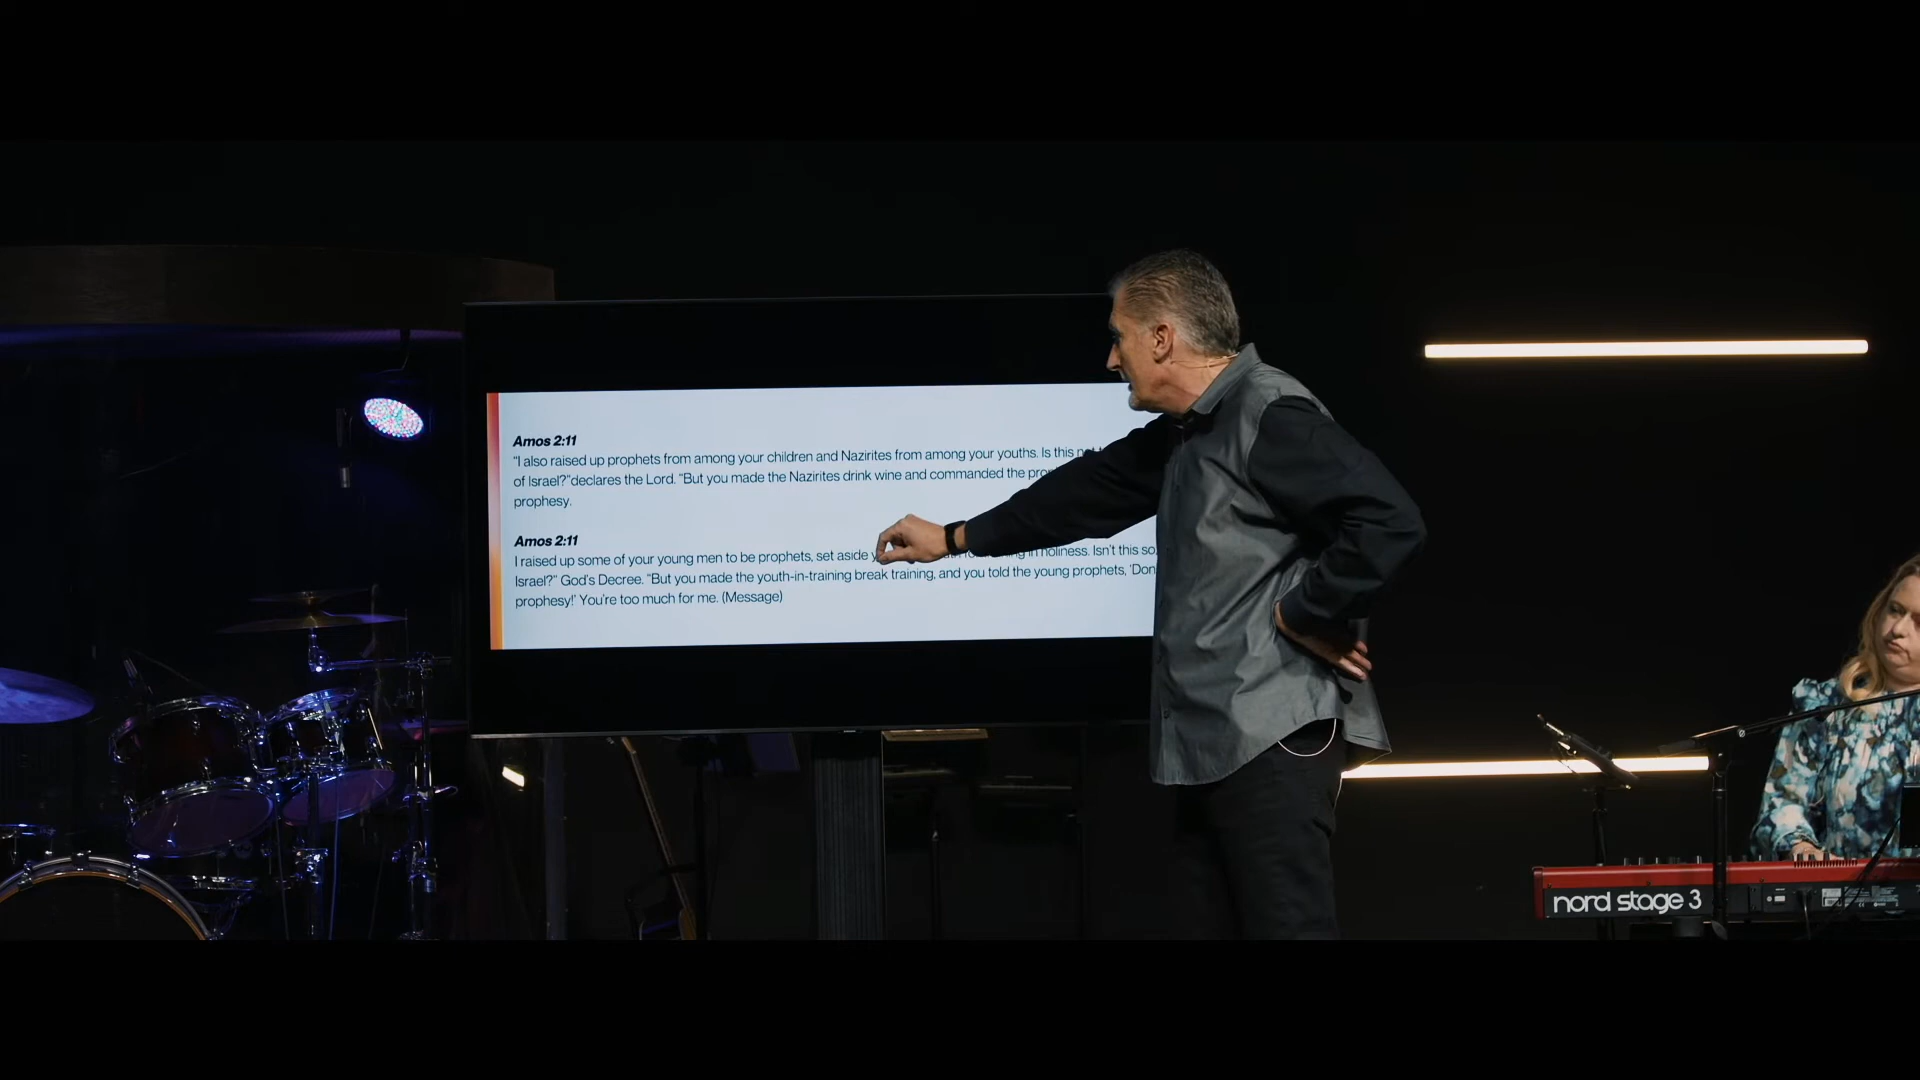 Amos 2:11
“I also raised up prophets from among your children and Nazirites from among your youths. Is this
of Israel?”declares the Lord. “But you made the Nazirites drink wine and commanded the
prophesy.
Amos 2:11
I raised up some of your young men to be prophets, set aside holiness. Isn't this so,
Israel?” God's Decree. “But you made the youth-in-training break training, and you told the young prophets,
prophesy!' You're too much for me. (Message)
nord stage 3